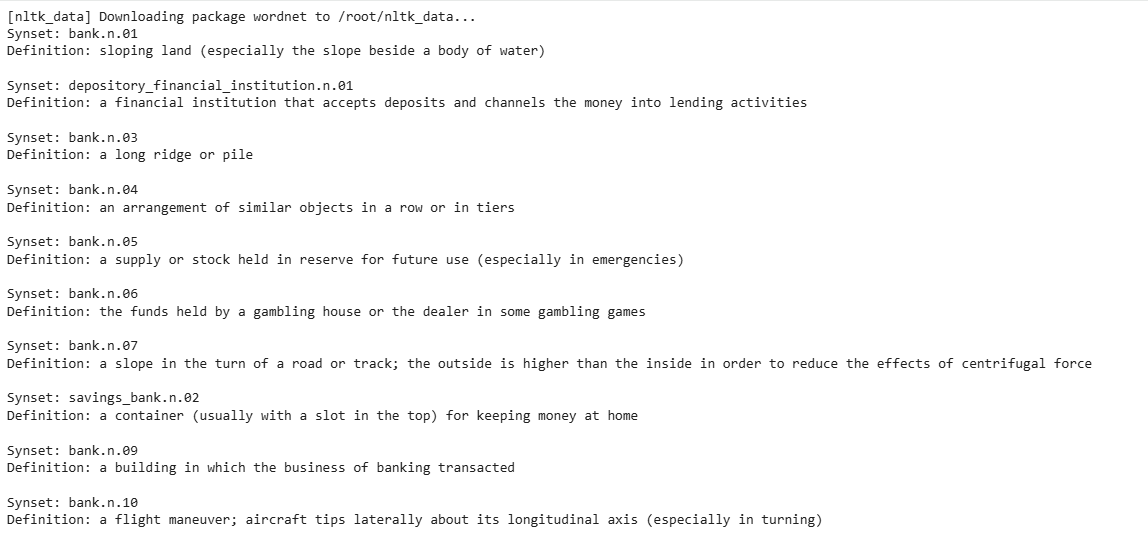 [nltk_data] Downloading package wordnet to /root/nltk_data...
Synset: bank.n.01
Definition: sloping land (especially the slope beside a body of water)
Synset: depository_financial_institution.n.01
Definition: a financial institution that accepts deposits and channels the money into lending activities
Synset: bank.n.03
Definition: a long ridge or pile
Synset: bank.n.04
Definition: an arrangement of similar objects in a row or in tiers
Synset: bank.n.05
Definition: a supply or stock held in reserve for future use (especially in emergencies)
Synset: bank.n.06
Definition: the funds held by a gambling house or the dealer in some gambling games
Synset: bank.n.07
Definition: a slope in the turn of a road or track; the outside is higher than the inside in order to reduce the effects of centrifugal force
Synset: savings_bank.n.02
Definition: a container (usually with a slot in the top) for keeping money at home
Synset: bank.n.09
Definition: a building in which the business of banking transacted
Synset: bank.n.10
Definition: a flight maneuver; aircraft tips laterally about its longitudinal axis (especially in turning)